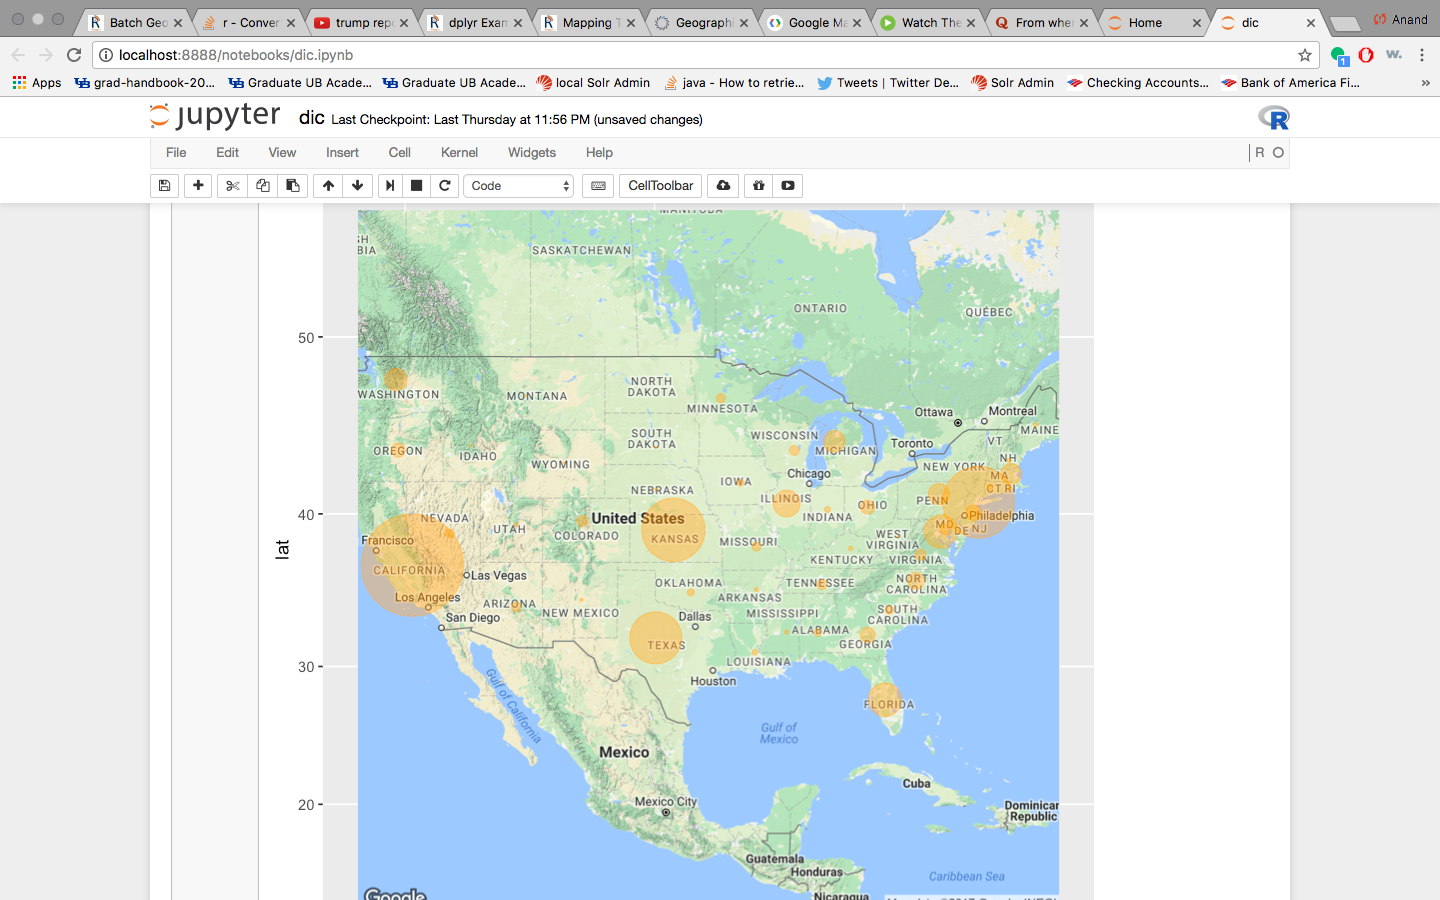 Batch Geo
r - Conver
trump repo
dplyr Exam
Mapping T
Geographi
Google Ma
Watch The
From wher
Home
dic
Anand
localhost:8888/notebooks/dic.ipynb
1
w.
Apps
grad-handbook-20...
Graduate UB Acade...
Graduate UB Acade...
local Solr Admin
java - How to retrie...
Tweets | Twitter De...
Solr Admin
Checking Accounts...
Bank of America Fi...
»
jupyter dic Last Checkpoint: Last Thursday at 11:56 PM (unsaved changes)
R
File Edit View Insert Cell Kernel Widgets Help
R
Code
CellToolbar
MANITOBA
SASKATCHEWAN
ONTARIO
QUÉBEC
50
WASHINGTON
MONTANA
NORTH
DAKOTA
MINNESOTA
Ottawa
Montreal
MAINE
OREGON
IDAHO
SOUTH
DAKOTA
WISCONSIN
MICHIGAN
Toronto
VT
NH
WYOMING
Chicago
NEW YORK
MA
CT RI
IOWA
NEBRASKA
ILLINOIS
INDIANA
OHIO
PENN
40
NEVADA
UTAH
COLORADO
United States
KANSAS
MISSOURI
WEST
VIRGINIA
MD
DE
NJ
Philadelphia
Francisco
CALIFORNIA
Las Vegas
KENTUCKY
VIRGINIA
lat
Los Angeles
San Diego
ARIZONA
NEW MEXICO
OKLAHOMA
ARKANSAS
TENNESSEE
NORTH
CAROLINA
Dallas
MISSISSIPPI
SOUTH
CAROLINA
TEXAS
ALABAMA
GEORGIA
30
LOUISIANA
Houston
FLORIDA
Gulf of California
Gulf of
Mexico
Mexico
Cuba
20
Mexico City
Dominican
Republic
Guatemala
Honduras
Caribbean Sea
Nicaragua
Google